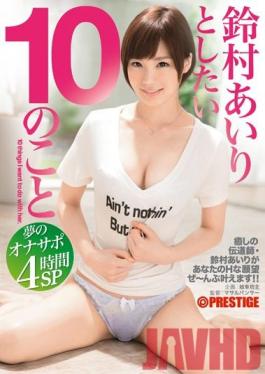 鈴村あいり
としたい
10のこと
10 things I want to do with her.
夢の
オナサポ
4時間
SP
Ain't nothin'
But
癒しの
伝道師・
鈴村あいりが
あなたのHな願望
ぜ〜んぶ叶えます!!
PRESTIGE
JAVHD